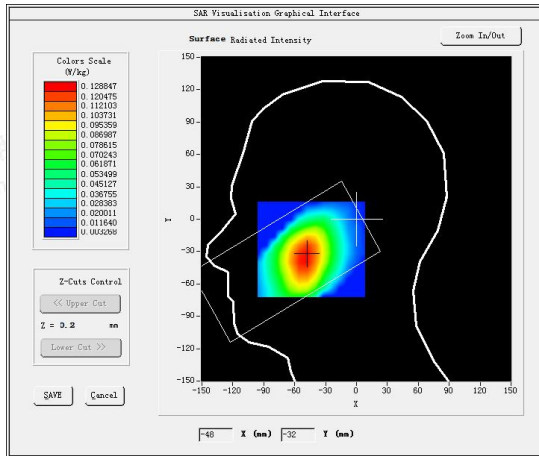 SAR Visualisation Graphical Interface
Surface Radiated Intensity
Zoom In/Out
Colors Scale
(W/kg)
0.128847
0.120475
0.112103
0.103731
0.095359
0.086987
0.078615
0.070243
0.061871
0.053499
0.045127
0.036755
0.028383
0.020011
0.011640
0.003268
Z-Cuts Control
<< Upper Cut
Z = 3.2 mm
Lower Cut >>
SAVE
Cancel
150
120
90
60
30
0
-30
-60
-90
-120
-150
Y
-150 -120 -90 -60 -30 0 30 60 90 120 150
X
-48 X (mm) -32 Y (mm)